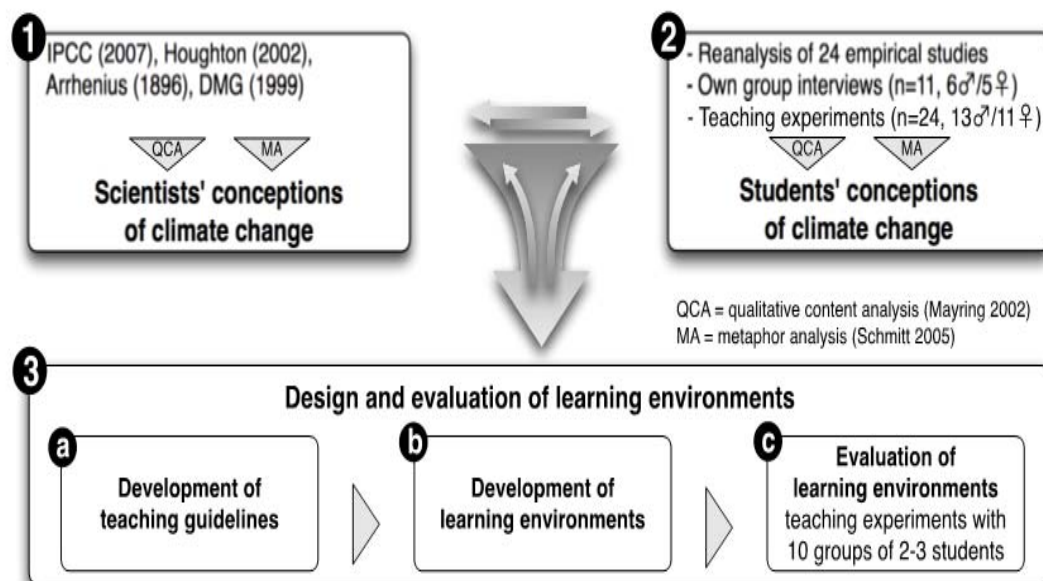 1
IPCC (2007), Houghton (2002),
Arrhenius (1896), DMG (1999)
QCA MA
Scientists' conceptions
of climate change
2
- Reanalysis of 24 empirical studies
- Own group interviews (n=11, 6♂/5♀)
- Teaching experiments (n=24, 13♂/11♀)
QCA MA
Students' conceptions
of climate change
QCA = qualitative content analysis (Mayring 2002)
MA = metaphor analysis (Schmitt 2005)
3
Design and evaluation of learning environments
a
Development of
teaching guidelines
b
Development of
learning environments
c
Evaluation of
learning environments
teaching experiments with
10 groups of 2-3 students